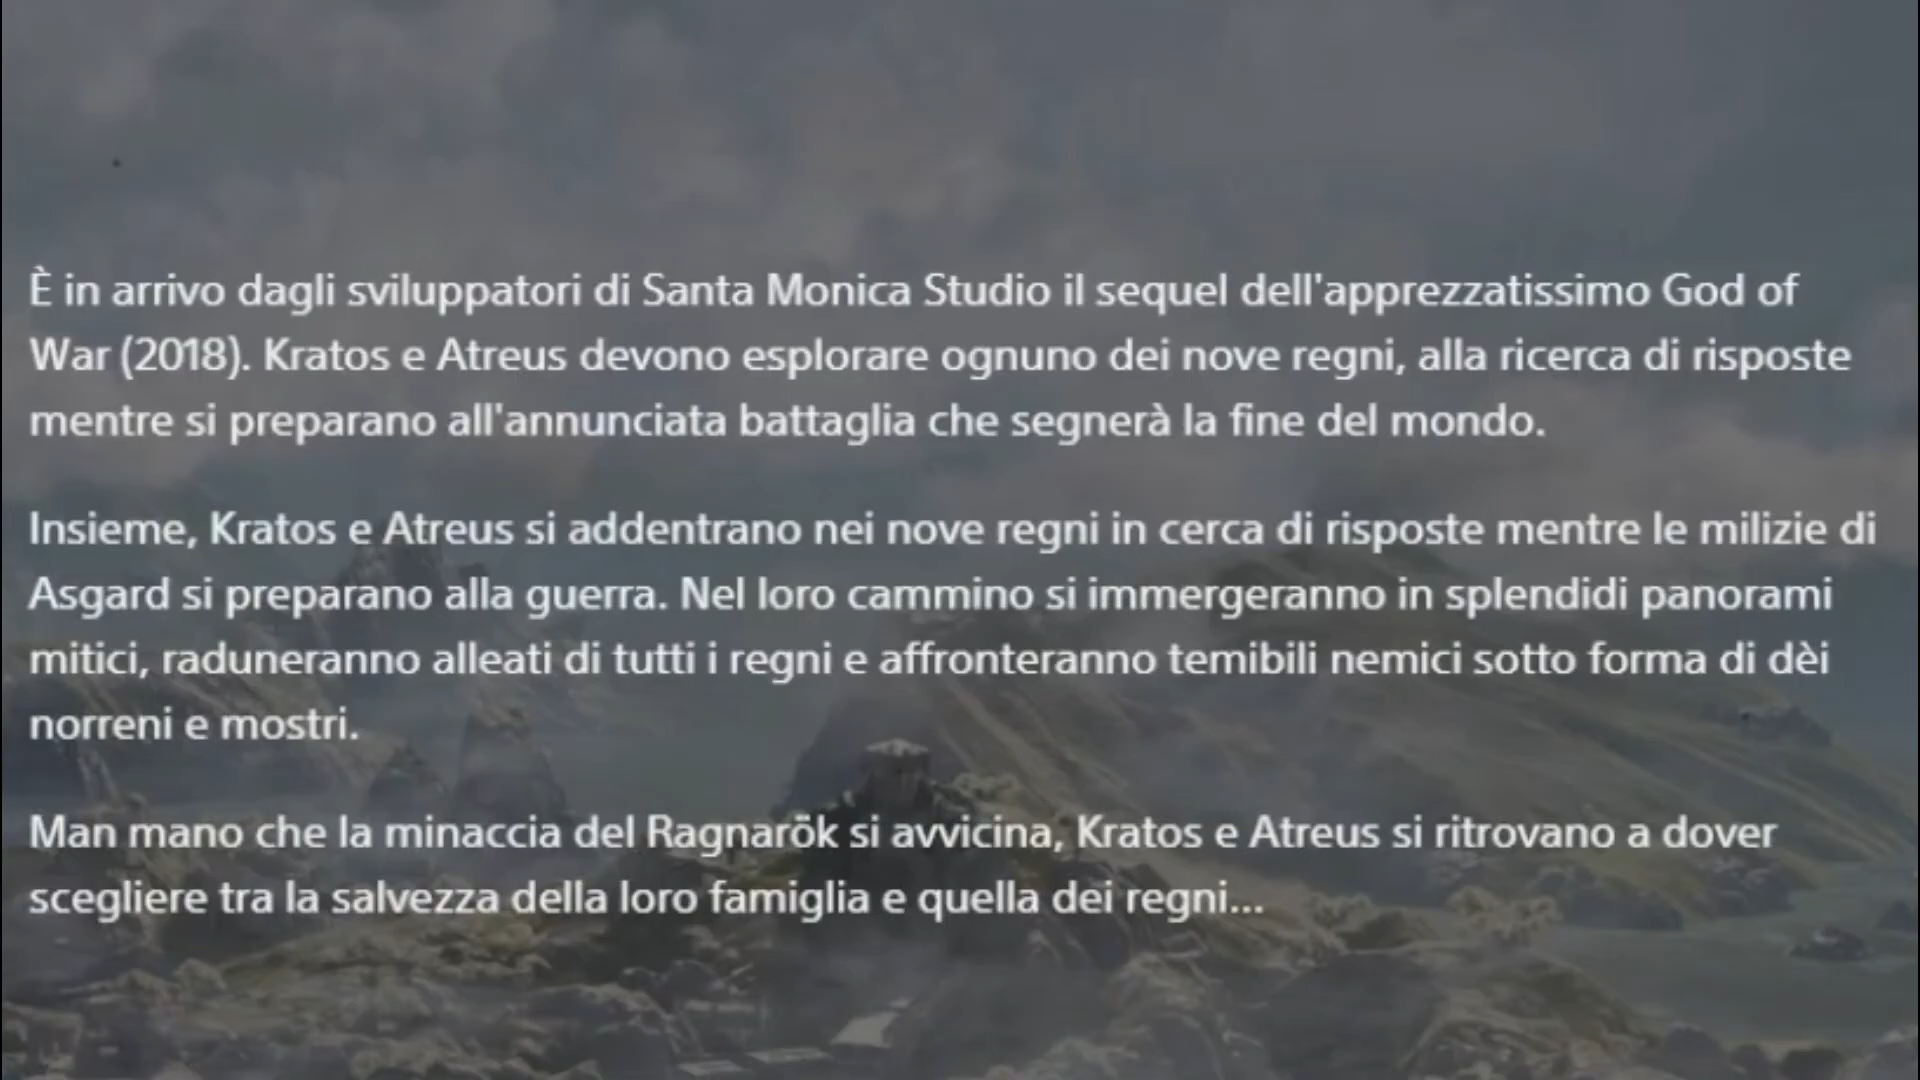 È in arrivo dagli sviluppatori di Santa Monica Studio il sequel dell'apprezzatissimo God of
War (2018). Kratos e Atreus devono esplorare ognuno dei nove regni, alla ricerca di risposte
mentre si preparano all'annunciata battaglia che segnerà la fine del mondo.
Insieme, Kratos e Atreus si addentrano nei nove regni in cerca di risposte mentre le milizie di
Asgard si preparano alla guerra. Nel loro cammino si immergeranno in splendidi panorami
mitici, raduneranno alleati di tutti i regni e affronteranno temibili nemici sotto forma di dèi
norreni e mostri.
Man mano che la minaccia del Ragnarök si avvicina, Kratos e Atreus si ritrovano a dover
scegliere tra la salvezza della loro famiglia e quella dei regni...